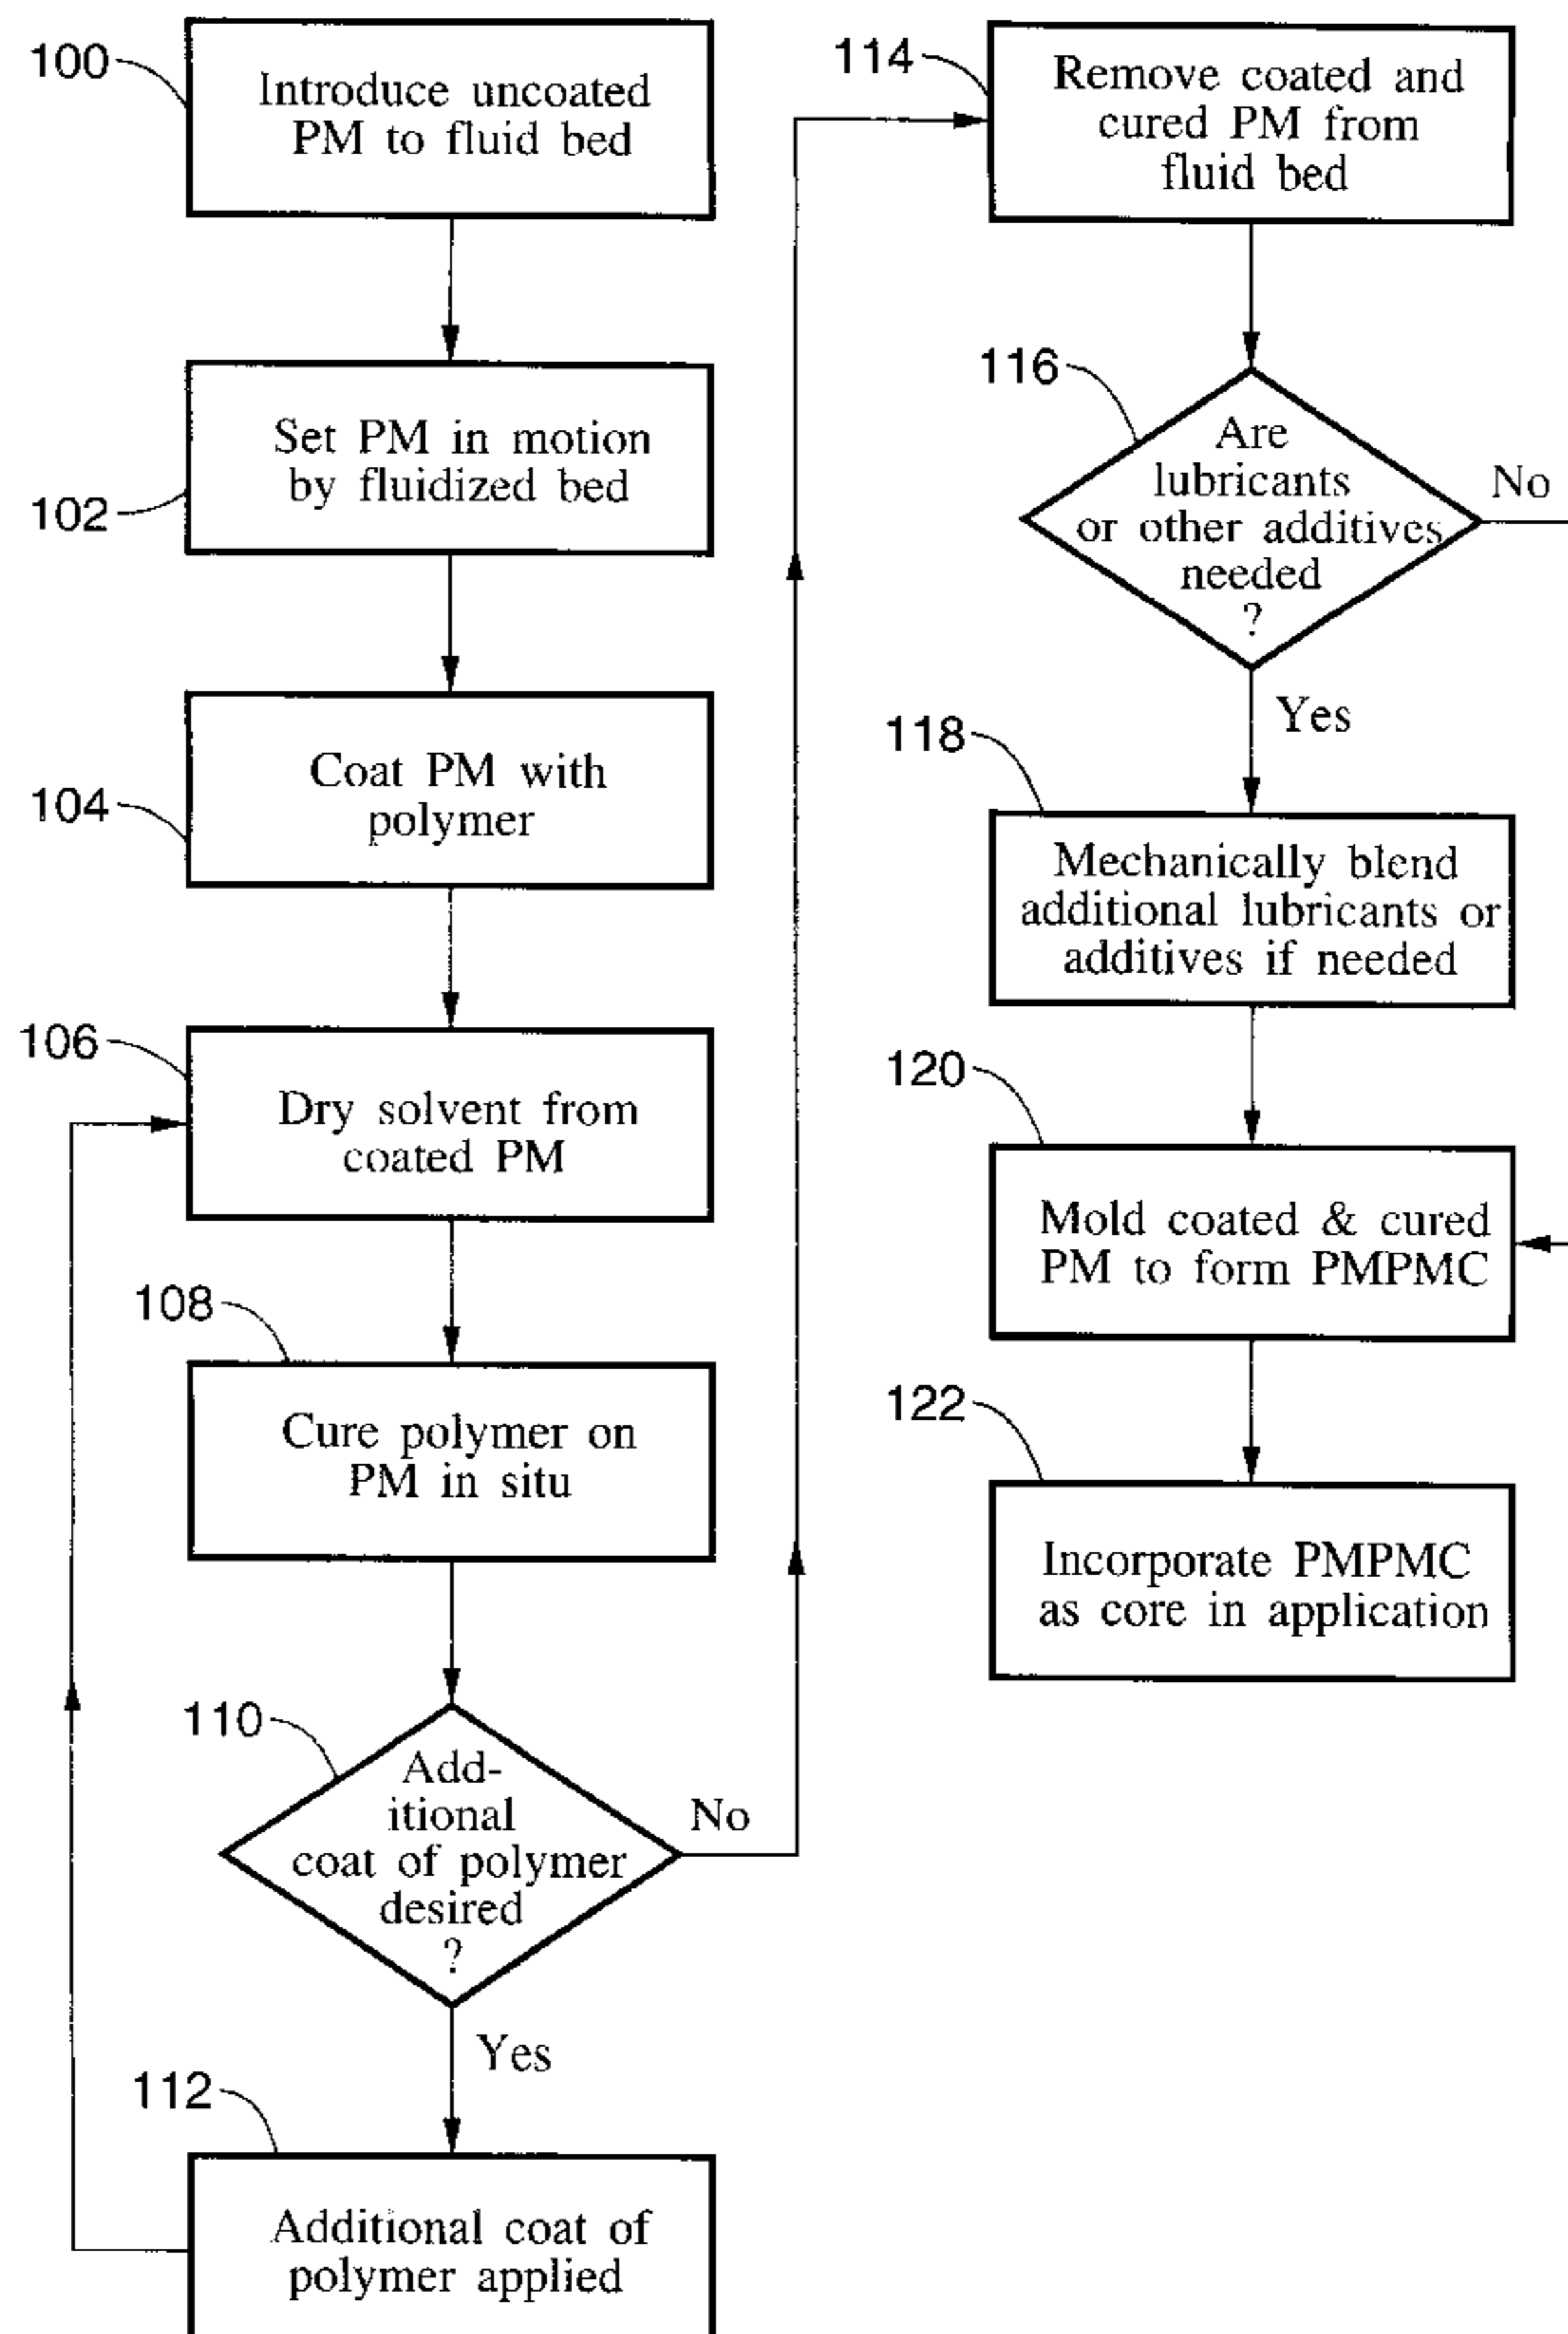 100
Introduce uncoated
PM to fluid bed
102
Set PM in motion
by fluidized bed
104
Coat PM with
polymer
106
Dry solvent from
coated PM
108
Cure polymer on
PM in situ
110
Add-
itional
coat of polymer
desired
?
No
Yes
112
Additional coat of
polymer applied
114
Remove coated and
cured PM from
fluid bed
116
Are
lubricants
or other additives
needed
?
No
Yes
118
Mechanically blend
additional lubricants or
additives if needed
120
Mold coated & cured
PM to form PMPMC
122
Incorporate PMPMC
as core in application